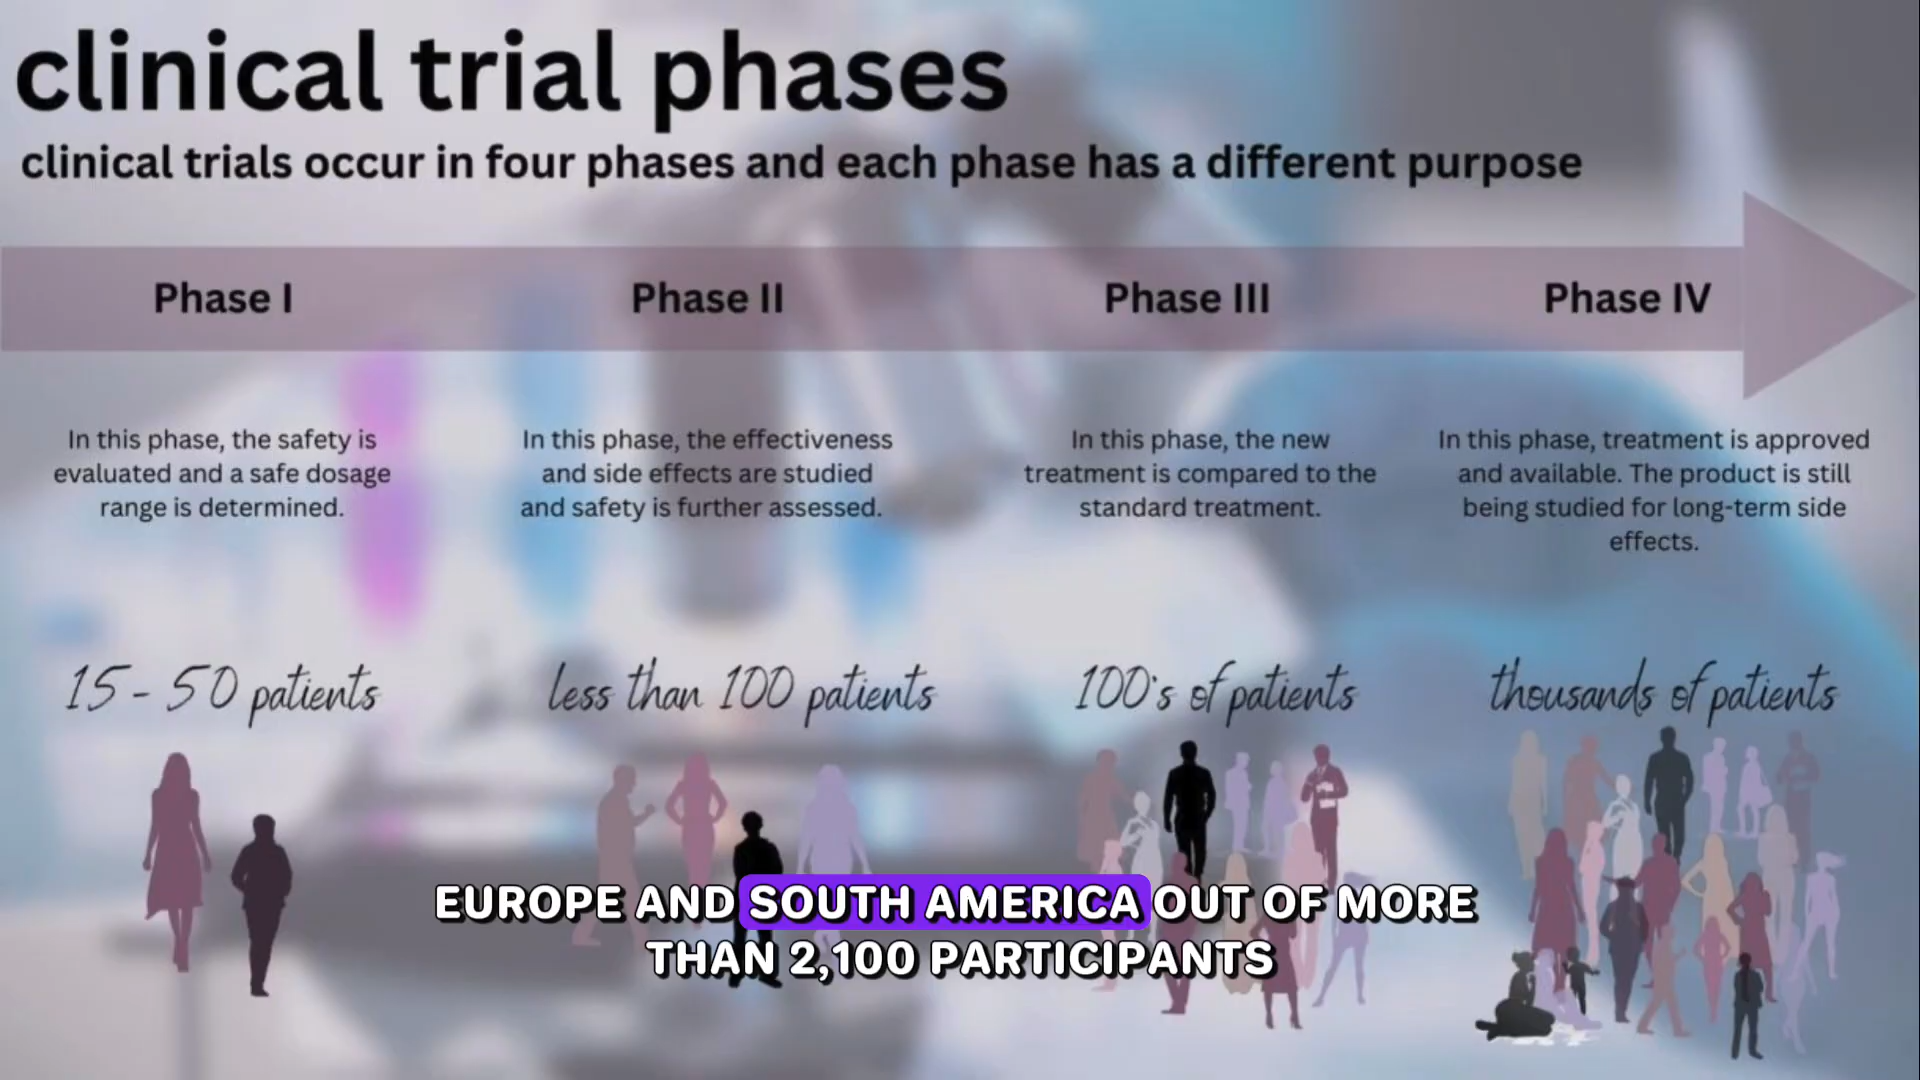 clinical trial phases
clinical trials occur in four phases and each phase has a different purpose
Phase I
Phase II
Phase III
Phase IV
In this phase, the safety is
evaluated and a safe dosage
range is determined.
In this phase, the effectiveness
and side effects are studied
and safety is further assessed.
In this phase, the new
treatment is compared to the
standard treatment.
In this phase, treatment is approved
and available. The product is still
being studied for long-term side
effects.
15 - 50 patients
less than 100 patients
100's of patients
thousands of patients
EUROPE AND SOUTH AMERICA OUT OF MORE
THAN 2,100 PARTICIPANTS